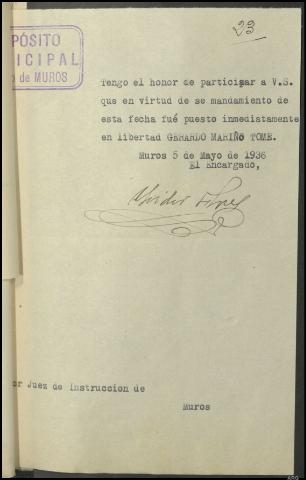 PÓSITO
ICIPAL
de MUROS
23
Tengo el honor de participar a V.S.
que en virtud de se mandamiento de
esta fecha fué puesto inmediatamente
en libertad GERARDO MARIÑO TOME.
Muros 5 de Mayo de 1936
El Encargado,
or Juez de Instruccion de
Muros